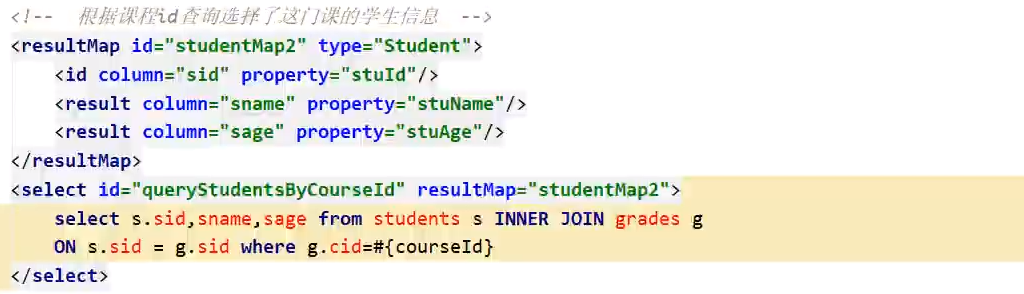 <!-- 根据课程id查询选择了这门课的学生信息 -->
<resultMap id="studentMap2" type="Student">
    <id column="sid" property="stuId"/>
    <result column="sname" property="stuName"/>
    <result column="sage" property="stuAge"/>
</resultMap>
<select id="queryStudentsByCourseId" resultMap="studentMap2">
    select s.sid,sname,sage from students s INNER JOIN grades g
    ON s.sid = g.sid where g.cid=#{courseId}
</select>